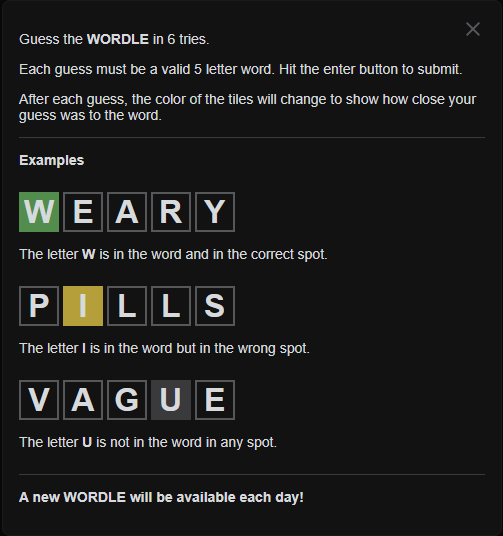 Guess the WORDLE in 6 tries.
Each guess must be a valid 5 letter word. Hit the enter button to submit.
After each guess, the color of the tiles will change to show how close your
guess was to the word.
Examples
W E A R Y
The letter W is in the word and in the correct spot.
P I L L S
The letter I is in the word but in the wrong spot.
V A G U E
The letter U is not in the word in any spot.
A new WORDLE will be available each day!